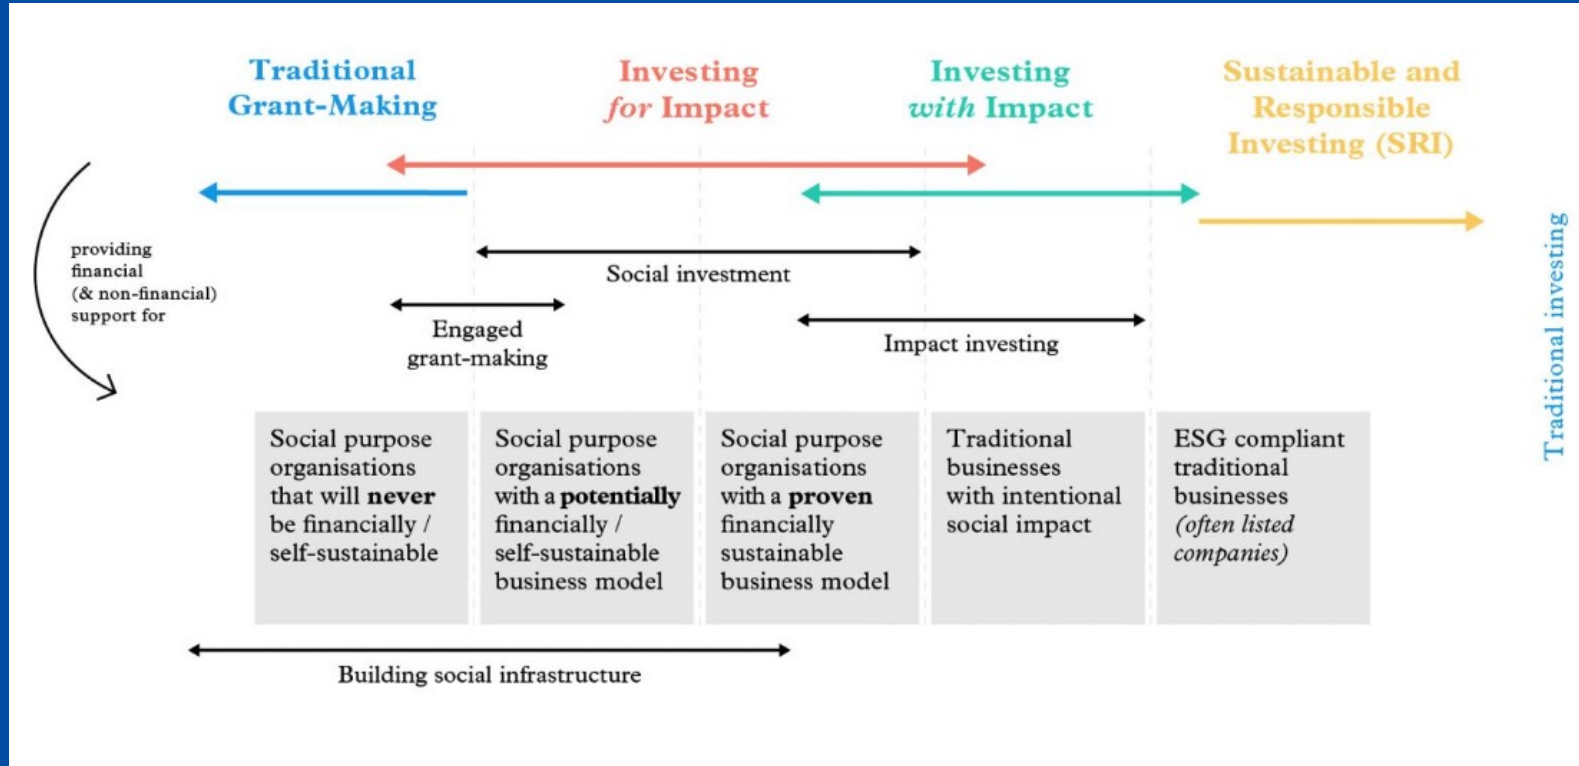 Traditional
Grant-Making
Investing
for Impact
Investing
with Impact
Sustainable and
Responsible
Investing (SRI)
providing
financial
(& non-financial)
support for
Social investment
Engaged
grant-making
Impact investing
Traditional investing
Social purpose
organisations
that will never
be financially /
self-sustainable
Social purpose
organisations
with a potentially
financially /
self-sustainable
business model
Social purpose
organisations
with a proven
financially
sustainable
business model
Traditional
businesses
with intentional
social impact
ESG compliant
traditional
businesses
(often listed
companies)
Building social infrastructure